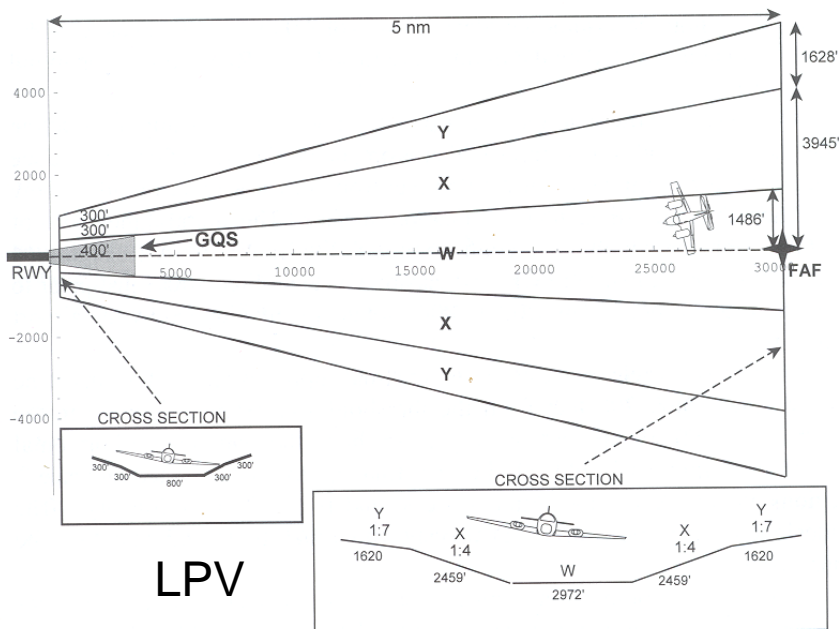 5 nm
1628'
4000
3945'
Y
2000
X
300'
300'
1486'
GQS
400'
W
RWY
5000
10000
15000
20000
25000
30000
FAF
-2000
X
Y
-4000
CROSS SECTION
300'
300'
800'
300'
300'
CROSS SECTION
Y
Y
1:7
1:7
X
X
1:4
1:4
1620
1620
W
2459'
2459'
2972'
LPV